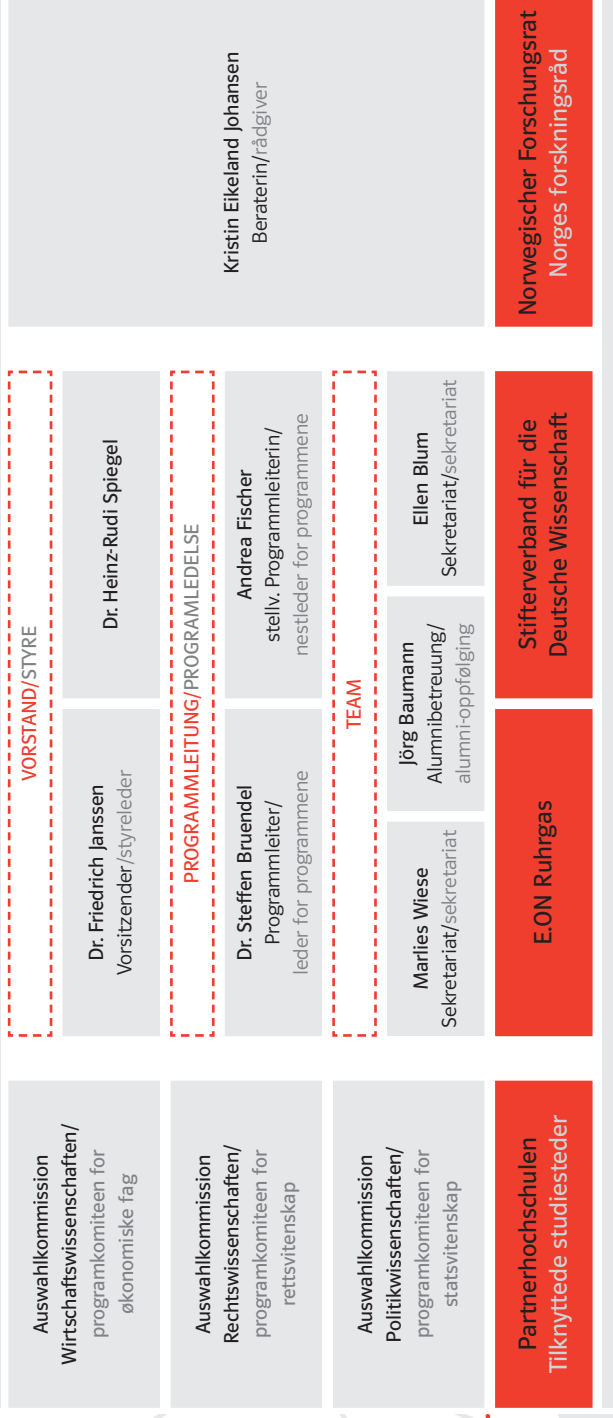 Auswahlkommission
Wirtschaftswissenschaften/
programkomiteen for
økonomiske fag
Auswahlkommission
Rechtswissenschaften/
programkomiteen for
rettsvitenskap
Auswahlkommission
Politikwissenschaften/
programkomiteen for
statsvitenskap
Partnerhochschulen
Tilknyttede studiesteder
VORSTAND/STYRE
Dr. Friedrich Janssen
Vorsitzender/styreleder
Dr. Heinz-Rudi Spiegel
PROGRAMMLEITUNG/PROGRAMLEDELSE
Dr. Steffen Bruendel
Programmleiter/
leder for programmene
Andrea Fischer
stellv. Programmleiterin/
nestleder for programmene
TEAM
Marlies Wiese
Sekretariat/sekretariat
Jörg Baumann
Alumnibetreuung/
alumni-oppfølging
Ellen Blum
Sekretariat/sekretariat
E.ON Ruhrgas
Stifterverband für die
Deutsche Wissenschaft
Kristin Eikeland Johansen
Beraterin/rådgiver
Norwegischer Forschungsrat
Norges forskningsråd